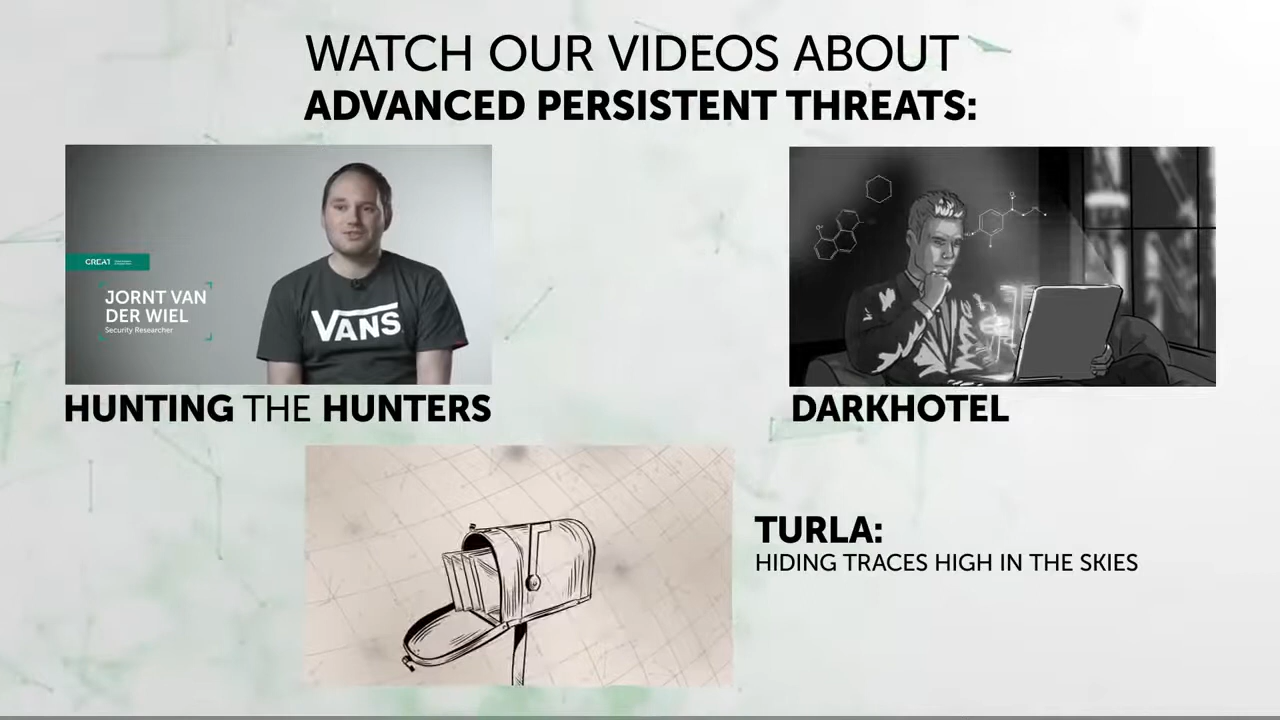 WATCH OUR VIDEOS ABOUT
ADVANCED PERSISTENT THREATS:
GREAT
JORNT VAN
DER WIEL
Security Researcher
VANS
HUNTING THE HUNTERS
DARKHOTEL
TURLA:
HIDING TRACES HIGH IN THE SKIES